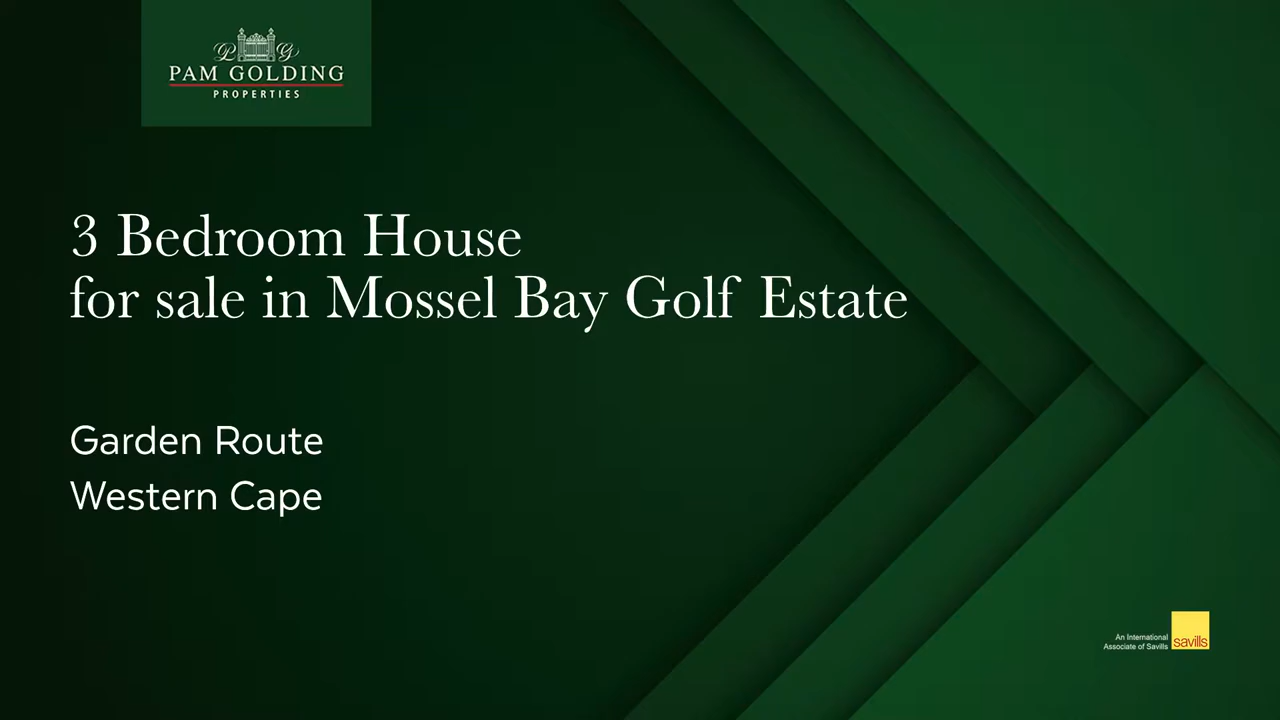 P G
PAM GOLDING
PROPERTIES
3 Bedroom House
for sale in Mossel Bay Golf Estate
Garden Route
Western Cape
An International
Associate of Savills
savills